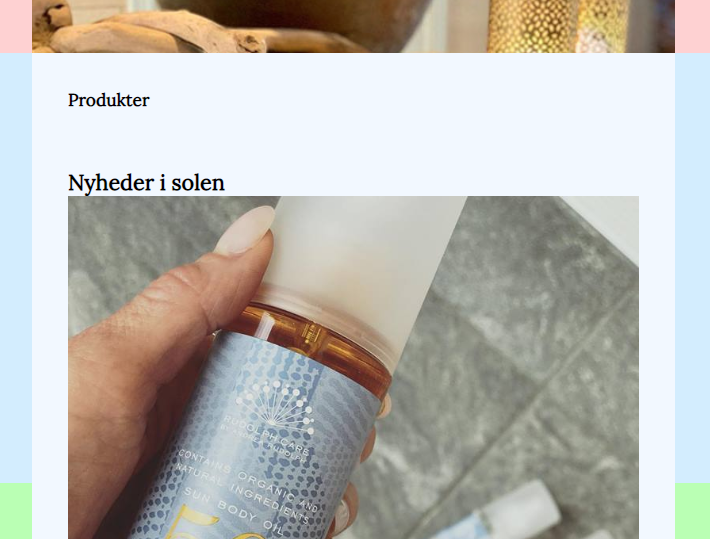 Produkter
Nyheder i solen
RUDOLPH CARE
CONTAINS ORGANIC AND
NATURAL INGREDIENTS
SUN BODY OIL